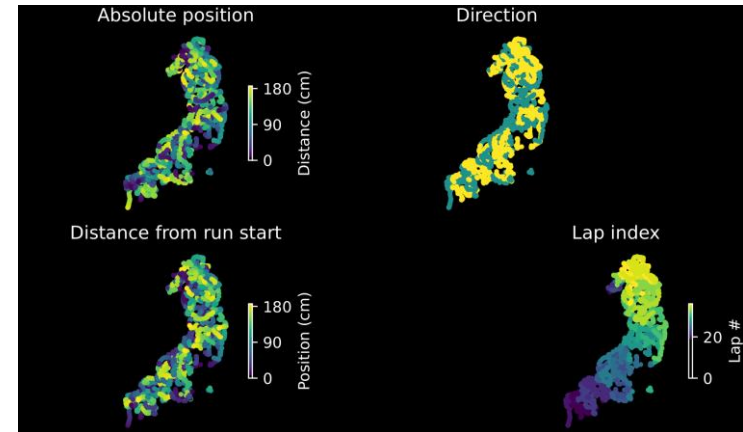 Absolute position
Direction
180
90
0
Distance (cm)
Distance from run start
Lap index
180
90
0
Position (cm)
20
0
Lap #